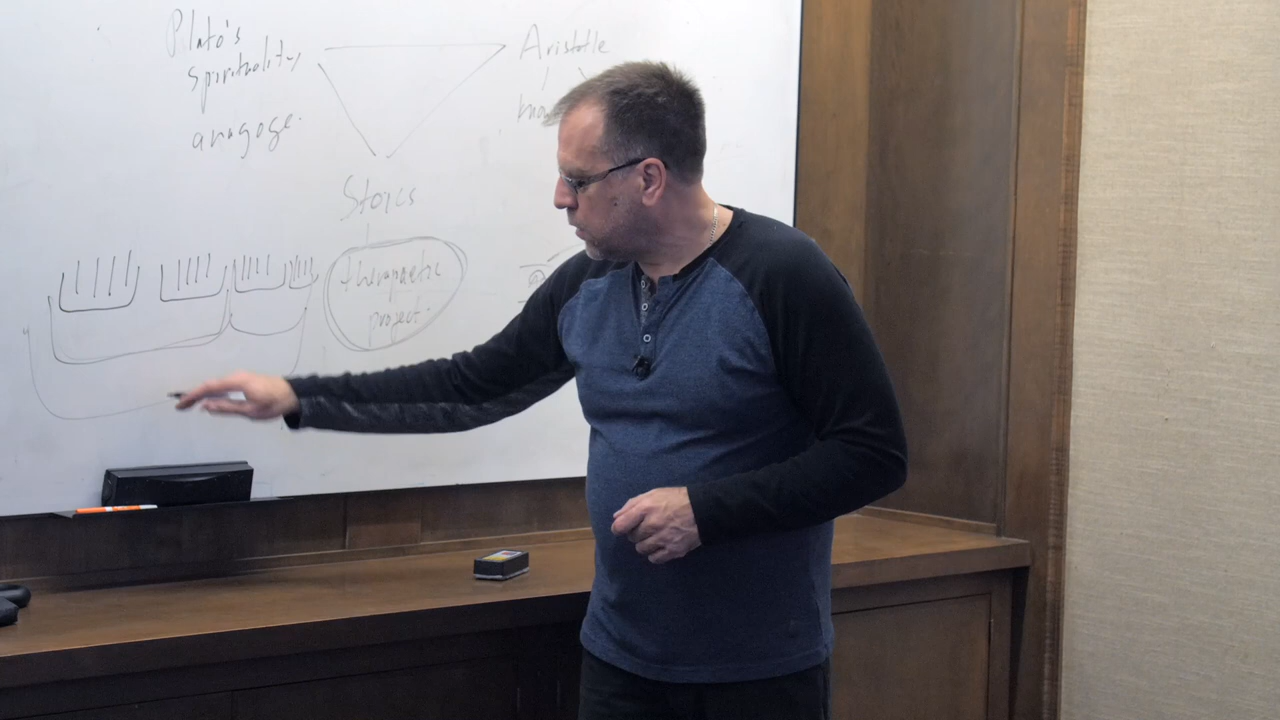 Plato's
Spirituality
anagoge.
Aristotle
Stoics
therapeutic
project.